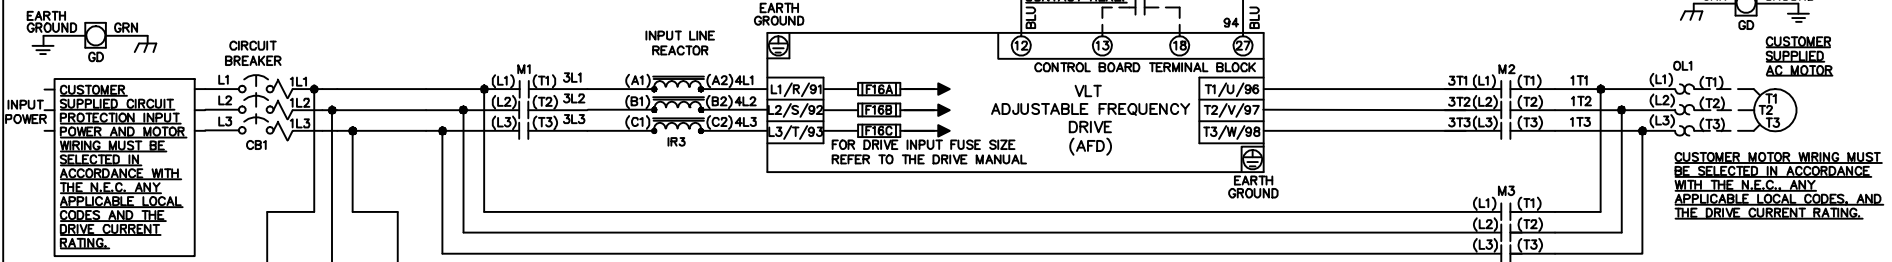 EARTH
GROUND
GRN
GD
CIRCUIT
BREAKER
L1
L2
L3
1L1
1L2
1L3
CB1
INPUT
POWER
CUSTOMER
SUPPLIED CIRCUIT
PROTECTION INPUT
POWER AND MOTOR
WIRING MUST BE
SELECTED IN
ACCORDANCE WITH
THE N.E.C. ANY
APPLICABLE LOCAL
CODES AND THE
DRIVE CURRENT
RATING.
M1
(L1) (T1) 3L1
(L2) (T2) 3L2
(L3) (T3) 3L3
INPUT LINE
REACTOR
(A1) (A2) 4L1
(B1) (B2) 4L2
(C1) (C2) 4L3
IR3
EARTH
GROUND
L1/R/91
L2/S/92
L3/T/93
F16A
F16B
F16C
FOR DRIVE INPUT FUSE SIZE
REFER TO THE DRIVE MANUAL
BLU
94
BLU
12
13
18
27
CONTROL BOARD TERMINAL BLOCK
VLT
ADJUSTABLE FREQUENCY
DRIVE
(AFD)
T1/U/96
T2/V/97
T3/W/98
EARTH
GROUND
M2
3T1 (L1) (T1) 1T1
3T2 (L2) (T2) 1T2
3T3 (L3) (T3) 1T3
M3
(L1) (T1)
(L2) (T2)
(L3) (T3)
GD
CUSTOMER
SUPPLIED
AC MOTOR
OL1
(L1) (T1)
(L2) (T2)
(L3) (T3)
T1
T2
T3
CUSTOMER MOTOR WIRING MUST
BE SELECTED IN ACCORDANCE
WITH THE N.E.C., ANY
APPLICABLE LOCAL CODES, AND
THE DRIVE CURRENT RATING.